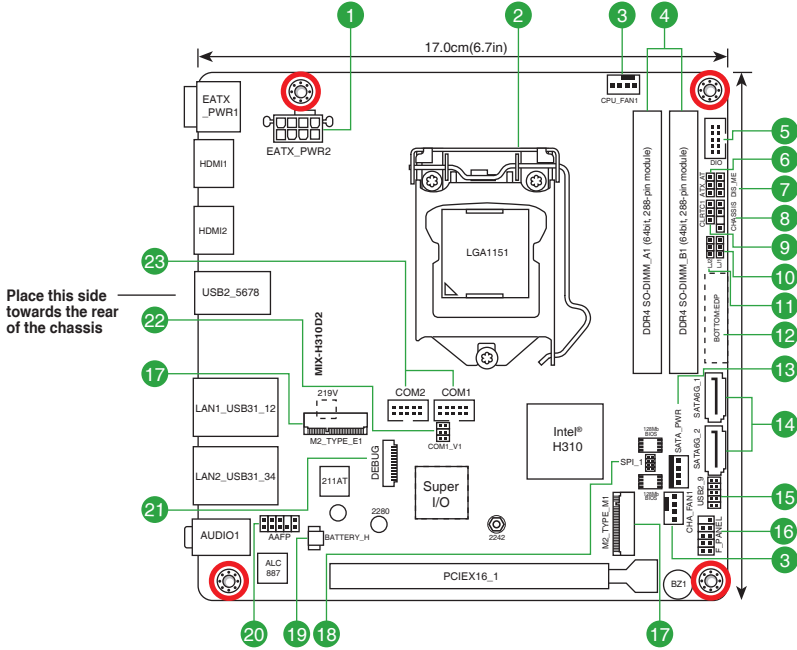 1
2
3
4
17.0cm(6.7in)
EATX
_PWR1
EATX_PWR2
CPU_FAN1
HDMI1
HDMI2
USB2_5678
Place this side
towards the rear
of the chassis
LGA1151
DDR4 SO-DIMM_A1 (64bit, 288-pin module)
DDR4 SO-DIMM_B1 (64bit, 288-pin module)
DIO
5
6
7
8
9
10
11
12
13
14
15
16
3
ATX_AT
DIS_ME
CLRTC1
CHASSIS
BOTTOM:EDP
23
22
17
21
MIX-H310D2
219V
M2_TYPE_E1
COM2
COM1
COM1_V1
LAN1_USB31_12
LAN2_USB31_34
AUDIO1
DEBUG
211AT
Super
I/O
Intel®
H310
128Mb
BIOS
SPI_1
128Mb
BIOS
SATA_PWR
SATA6G_1
SATA6G_2
USB2_9
CHA_FAN1
F_PANEL
M2_TYPE_M1
2280
2242
AAFP
BATTERY_H
ALC
887
PCIEX16_1
BZ1
20
19
18
17